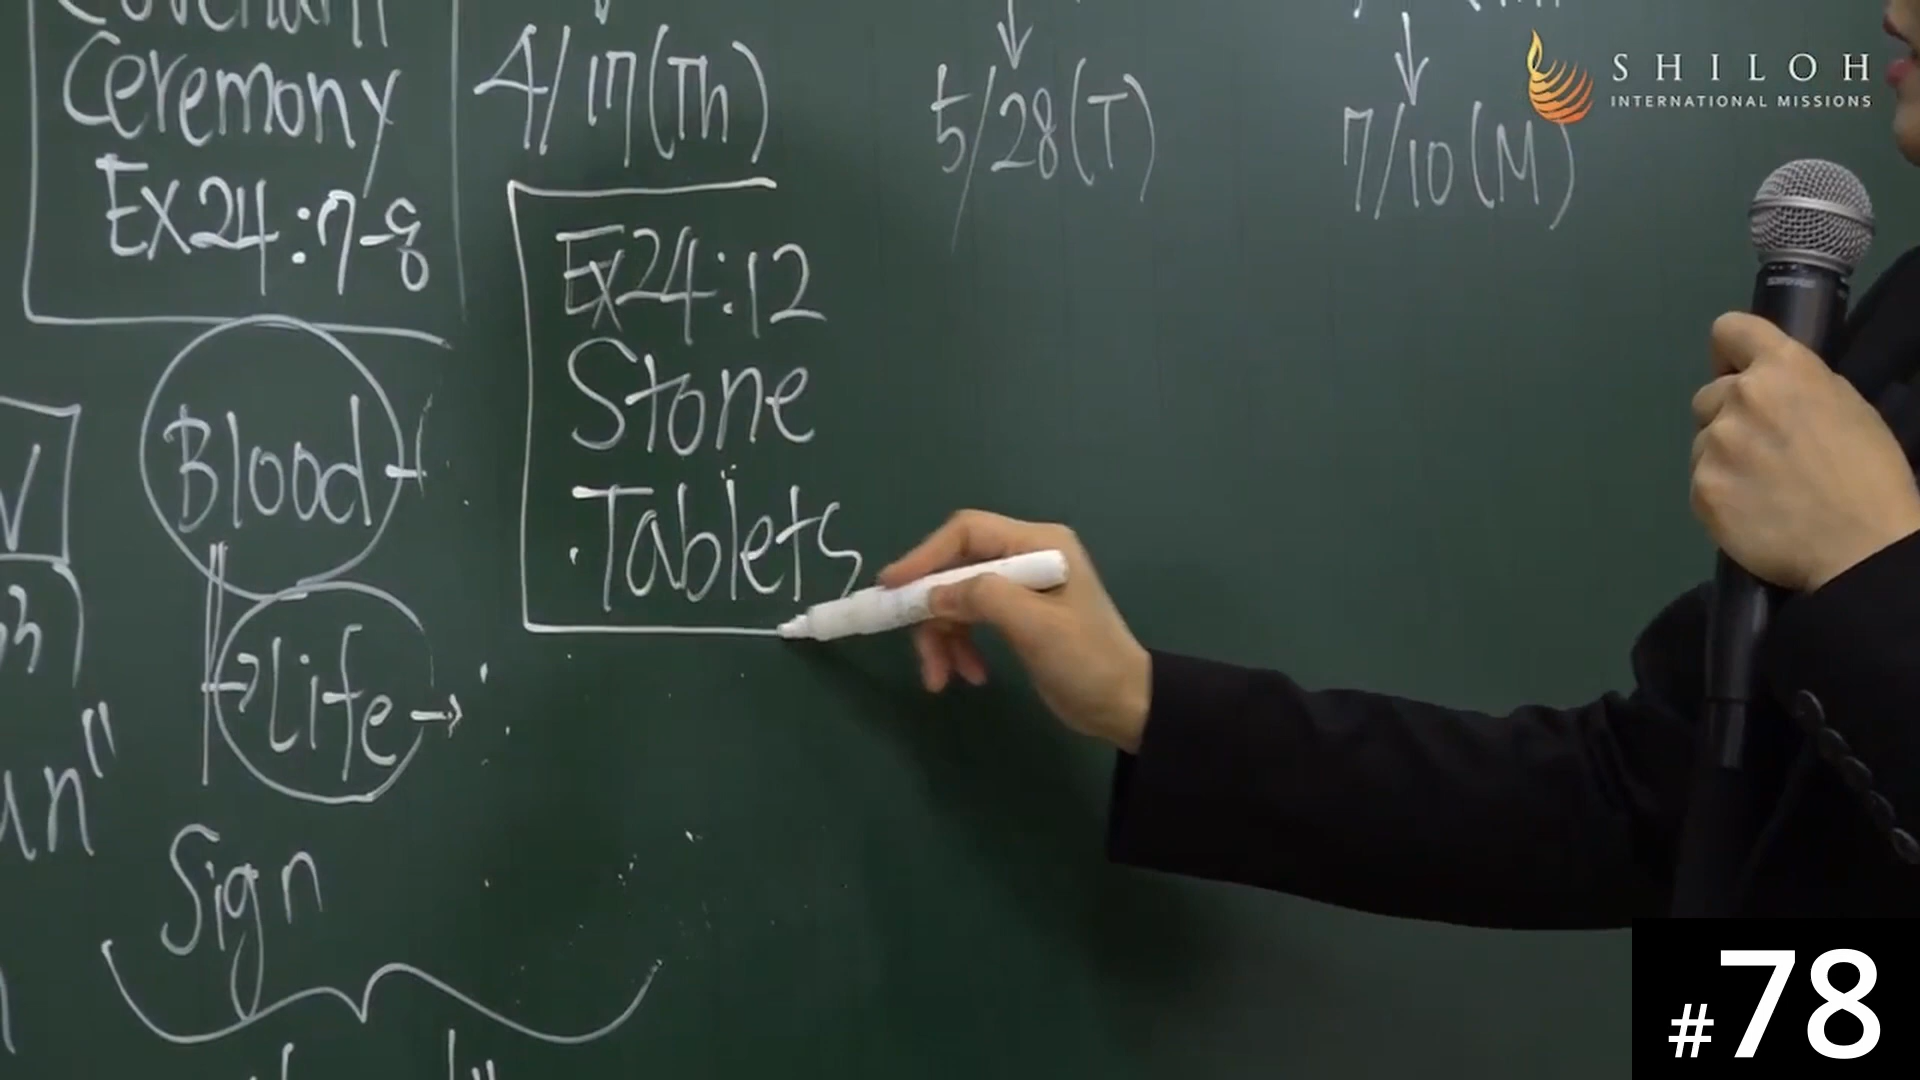 Ceremony
Ex24:7-8
Blood
Life
Sign
4/17(Th)
Ex24:12
Stone
Tablets
5/28(T)
7/10(M)
SHILOH
INTERNATIONAL MISSIONS
#78